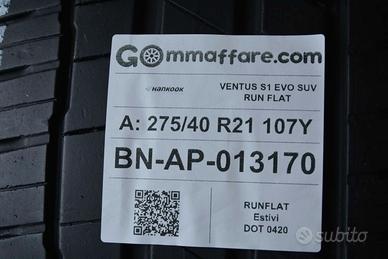 GOmmaffare.com
HANKOOK
VENTUS S1 EVO SUV
RUN FLAT
A: 275/40 R21 107Y
BN-AP-013170
RUNFLAT
Estivi
DOT 0420
subito